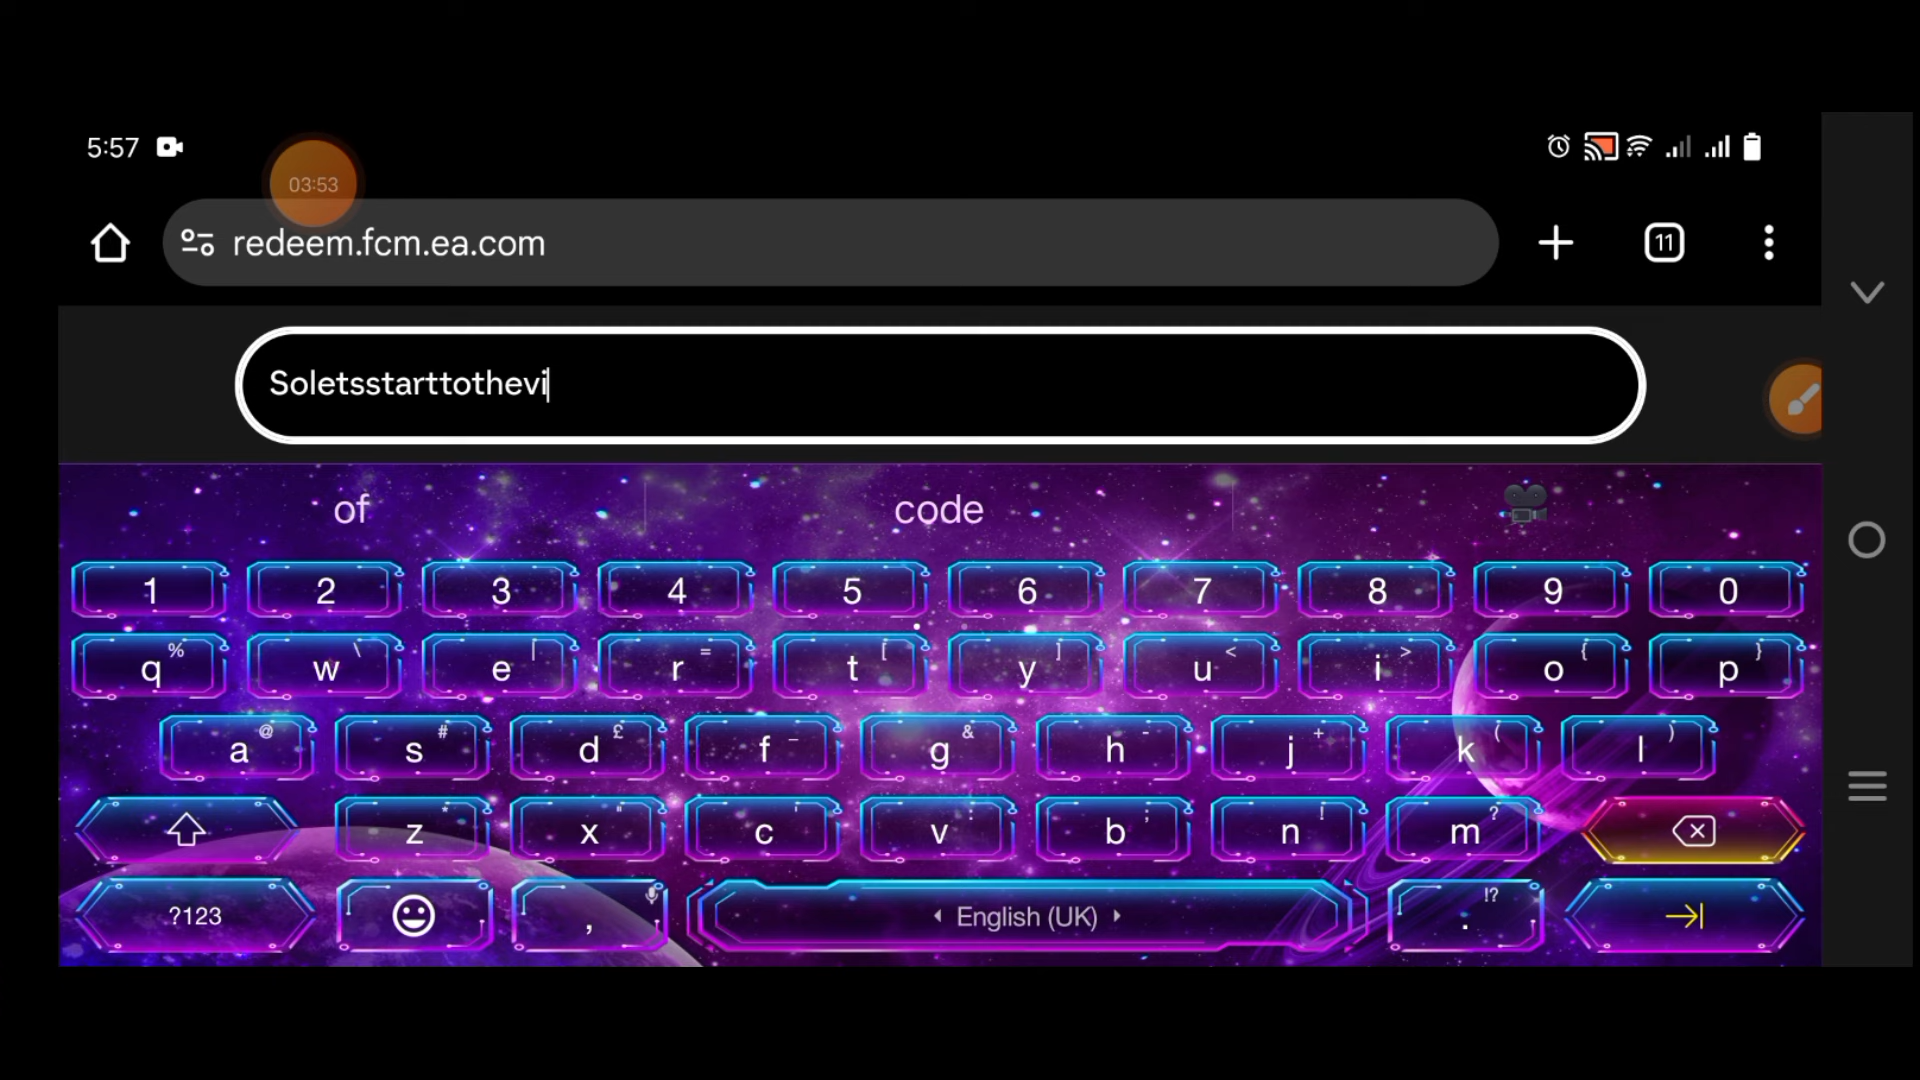 5:57
03:53
redeem.fcm.ea.com
11
Soletsstarttothevi
of code
1 2 3 4 5 6 7 8 9 0
q % w \ e | r = t [ y ] u < i > o { p }
a @ s # d £ f _ g & h - j + k ( l )
z * x " c ' v : b ; n ! m ?
?123 , English (UK) . !?